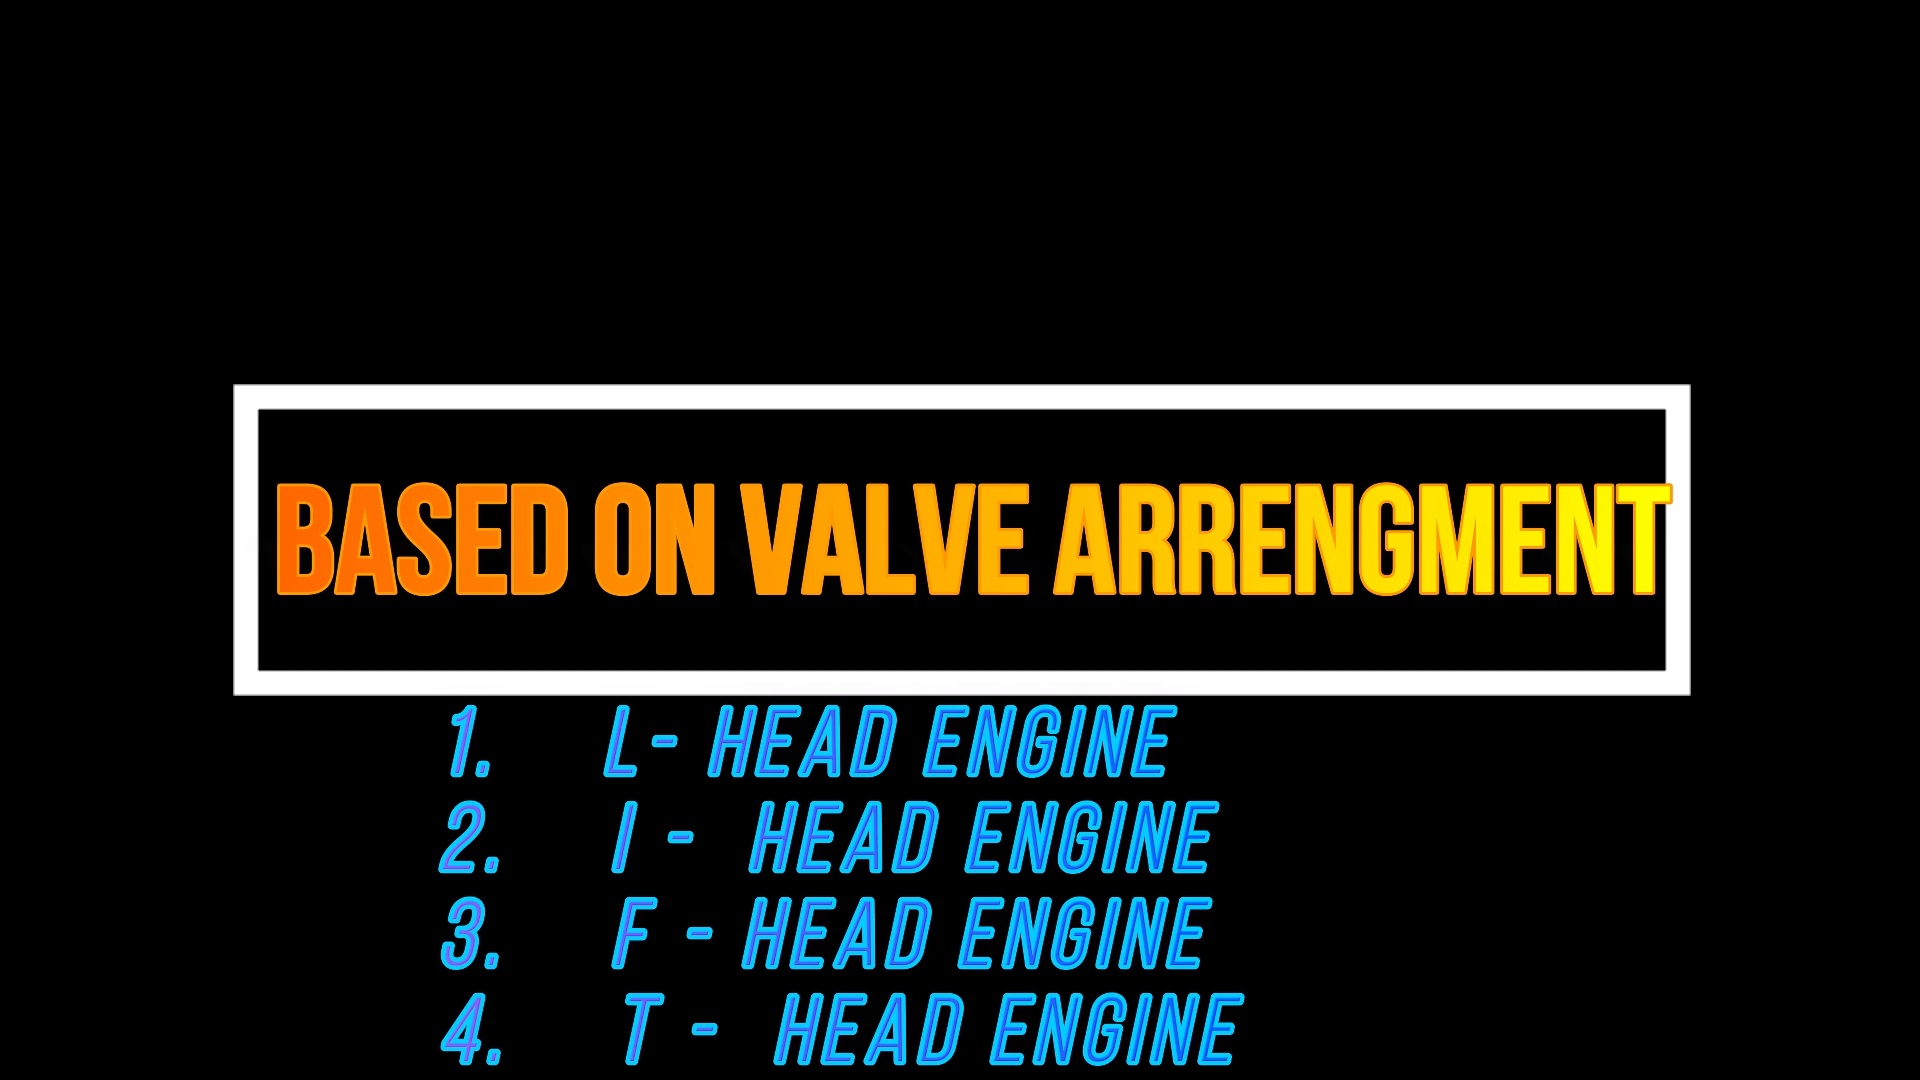 BASED ON VALVE ARRENGMENT
1. L- HEAD ENGINE
2. I - HEAD ENGINE
3. F - HEAD ENGINE
4. T - HEAD ENGINE